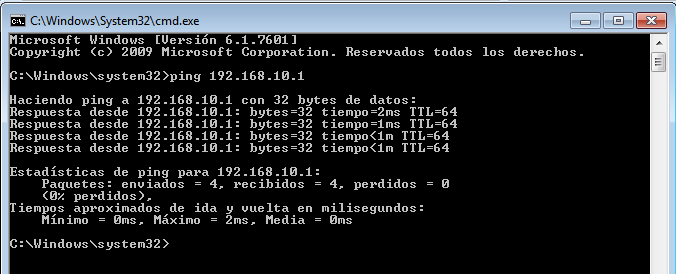 C:\Windows\System32\cmd.exe
Microsoft Windows [Versión 6.1.7601]
Copyright (c) 2009 Microsoft Corporation. Reservados todos los derechos.
C:\Windows\system32>ping 192.168.10.1
Haciendo ping a 192.168.10.1 con 32 bytes de datos:
Respuesta desde 192.168.10.1: bytes=32 tiempo=2ms TTL=64
Respuesta desde 192.168.10.1: bytes=32 tiempo=1ms TTL=64
Respuesta desde 192.168.10.1: bytes=32 tiempo<1m TTL=64
Respuesta desde 192.168.10.1: bytes=32 tiempo<1m TTL=64
Estadísticas de ping para 192.168.10.1:
Paquetes: enviados = 4, recibidos = 4, perdidos = 0
(0% perdidos),
Tiempos aproximados de ida y vuelta en milisegundos:
Mínimo = 0ms, Máximo = 2ms, Media = 0ms
C:\Windows\system32>